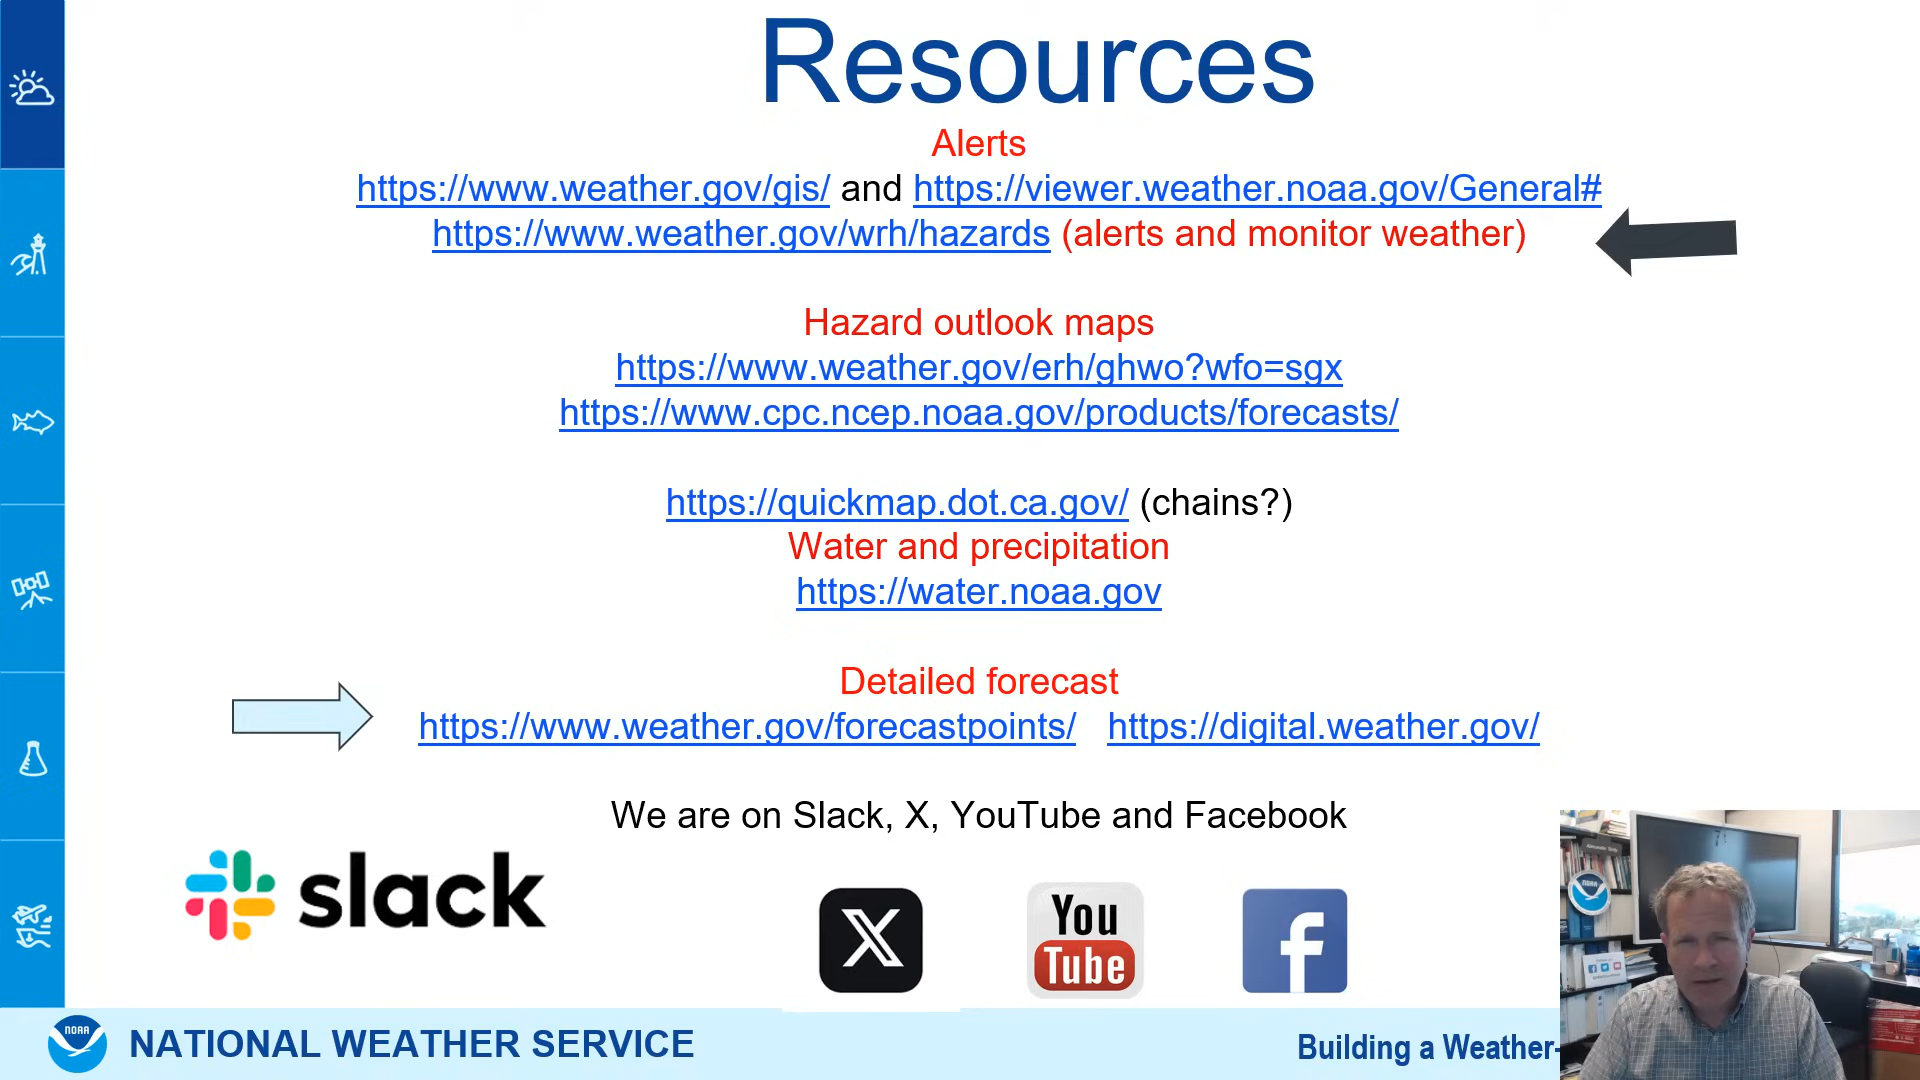 Resources
Alerts
https://www.weather.gov/gis/ and https://viewer.weather.noaa.gov/General#
https://www.weather.gov/wrh/hazards (alerts and monitor weather)
Hazard outlook maps
https://www.weather.gov/erh/ghwo?wfo=sgx
https://www.cpc.ncep.noaa.gov/products/forecasts/
https://quickmap.dot.ca.gov/ (chains?)
Water and precipitation
https://water.noaa.gov
Detailed forecast
https://www.weather.gov/forecastpoints/ https://digital.weather.gov/
We are on Slack, X, YouTube and Facebook
slack
X
You
Tube
f
NOAA
NATIONAL WEATHER SERVICE
Building a Weather-
NOAA